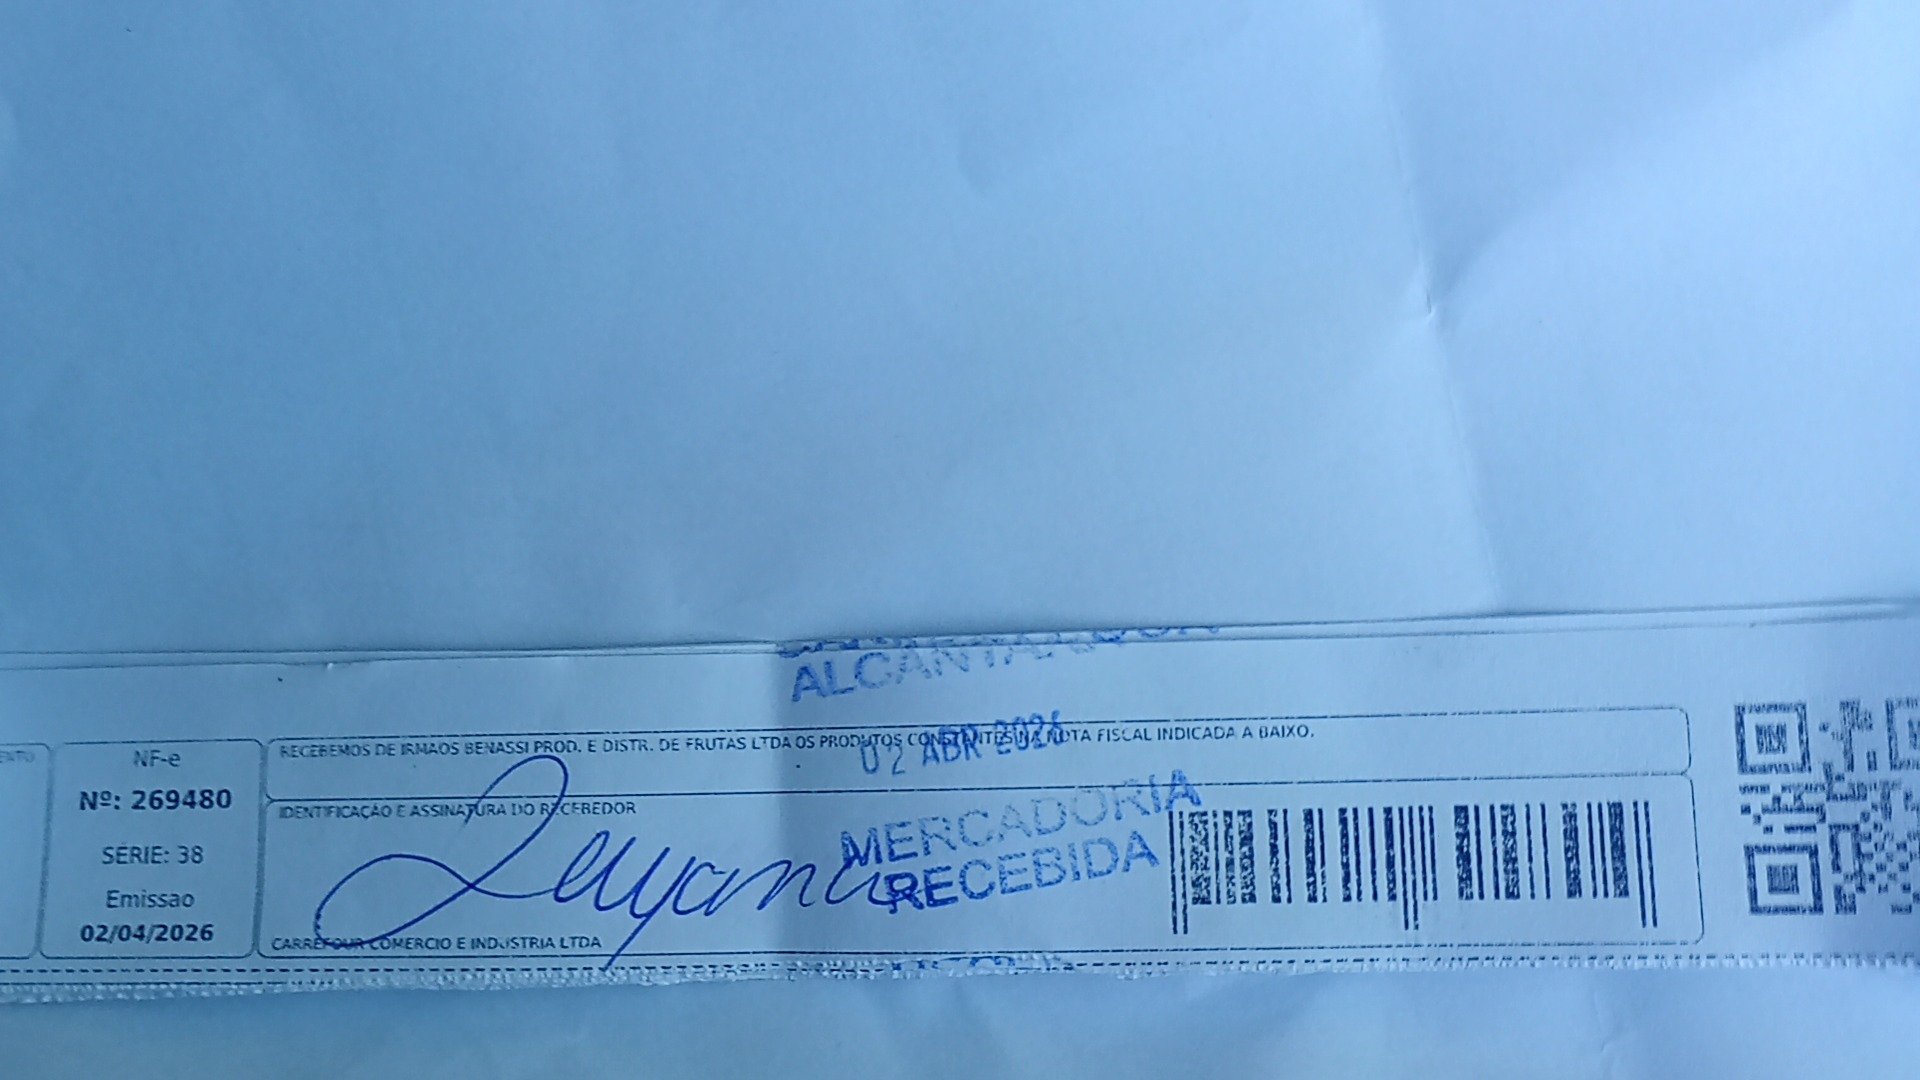 NF-e
Nº: 269480
SÉRIE: 38
Emissao
02/04/2026
RECEBEMOS DE IRMAOS BENASSI PROD. E DISTR. DE FRUTAS LTDA OS PRODUTOS CONSTANTES NA NOTA FISCAL INDICADA A BAIXO.
IDENTIFICAÇÃO E ASSINATURA DO RECEBEDOR
CARREFOUR COMERCIO E INDUSTRIA LTDA
02 ABR 2026
MERCADORIA
RECEBIDA